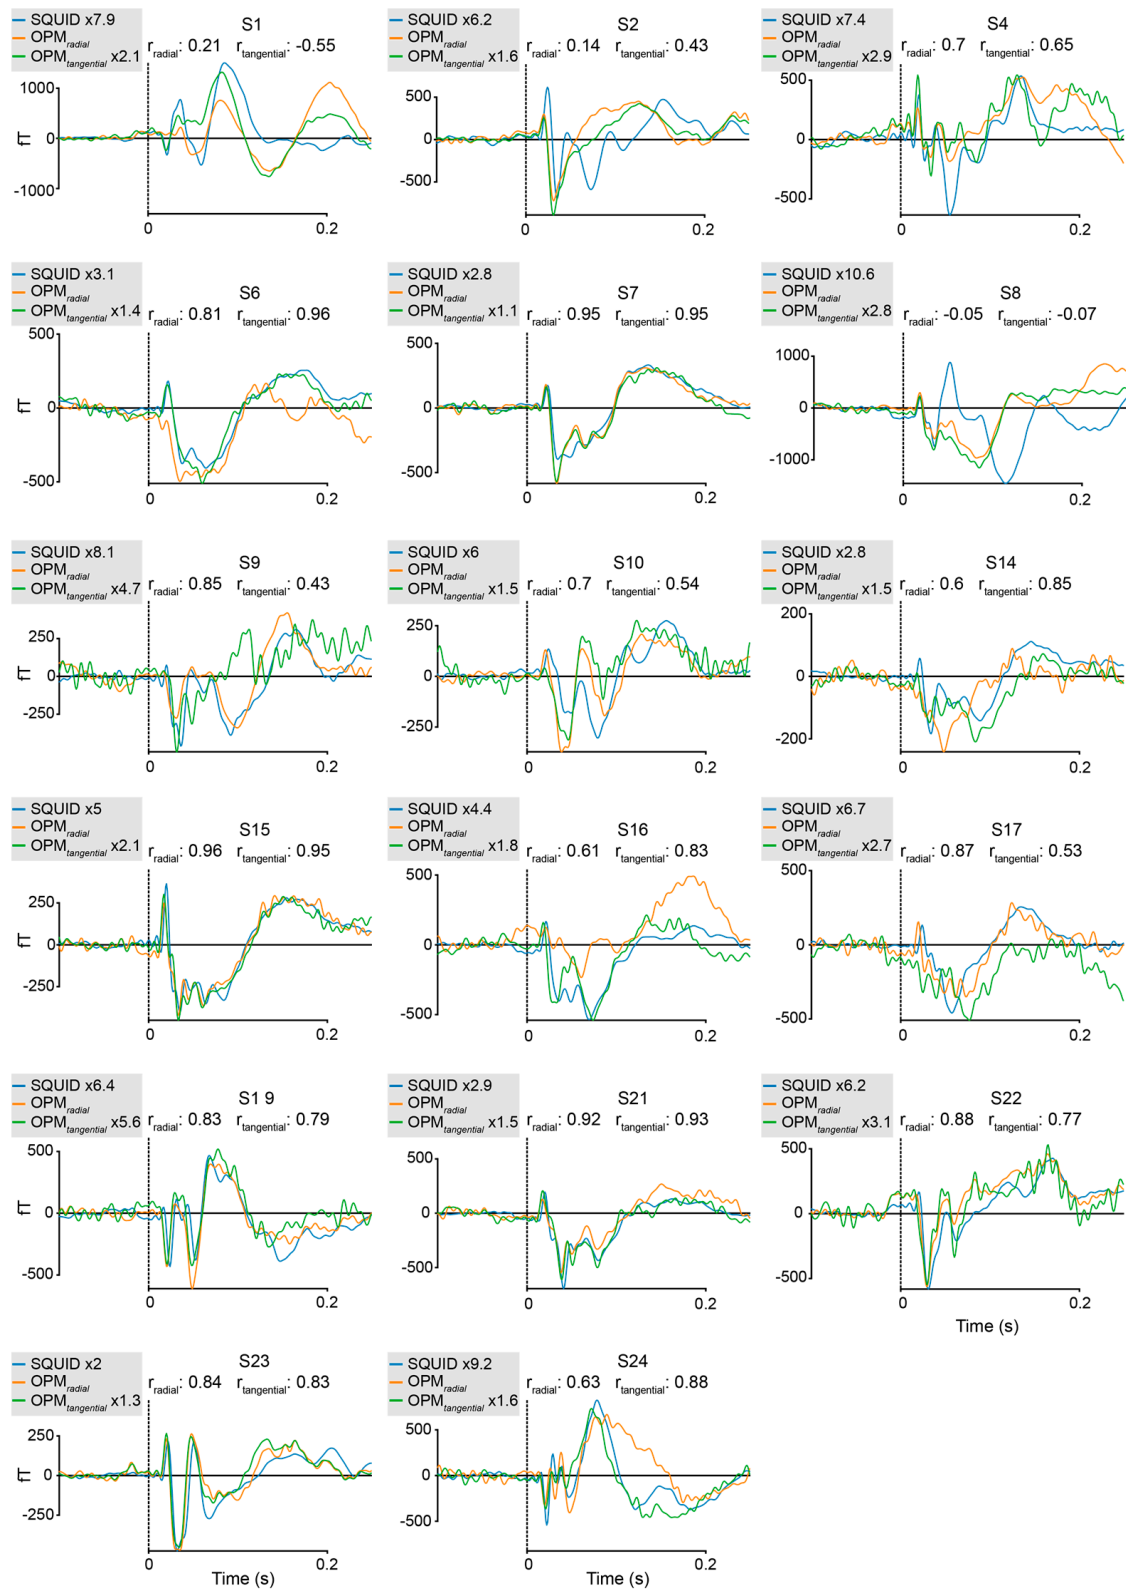 SQUID x7.9
OPMradial
OPMtangential x2.1
S1
rradial: 0.21 rtangential: -0.55
1000
0
-1000
fT
0
0.2
SQUID x6.2
OPMradial
OPMtangential x1.6
S2
rradial: 0.14 rtangential: 0.43
500
0
-500
0
0.2
SQUID x7.4
OPMradial
OPMtangential x2.9
S4
rradial: 0.7 rtangential: 0.65
500
0
-500
0
0.2
SQUID x3.1
OPMradial
OPMtangential x1.4
S6
rradial: 0.81 rtangential: 0.96
500
0
-500
fT
0
0.2
SQUID x2.8
OPMradial
OPMtangential x1.1
S7
rradial: 0.95 rtangential: 0.95
500
0
-500
0
0.2
SQUID x10.6
OPMradial
OPMtangential x2.8
S8
rradial: -0.05 rtangential: -0.07
1000
0
-1000
0
0.2
SQUID x8.1
OPMradial
OPMtangential x4.7
S9
rradial: 0.85 rtangential: 0.43
250
0
-250
fT
0
0.2
SQUID x6
OPMradial
OPMtangential x1.5
S10
rradial: 0.7 rtangential: 0.54
250
0
-250
0
0.2
SQUID x2.8
OPMradial
OPMtangential x1.5
S14
rradial: 0.6 rtangential: 0.85
200
0
-200
0
0.2
SQUID x5
OPMradial
OPMtangential x2.1
S15
rradial: 0.96 rtangential: 0.95
250
0
-250
fT
0
0.2
SQUID x4.4
OPMradial
OPMtangential x1.8
S16
rradial: 0.61 rtangential: 0.83
500
0
-500
0
0.2
SQUID x6.7
OPMradial
OPMtangential x2.7
S17
rradial: 0.87 rtangential: 0.53
500
0
-500
0
0.2
SQUID x6.4
OPMradial
OPMtangential x5.6
S1 9
rradial: 0.83 rtangential: 0.79
500
0
-500
fT
0
0.2
SQUID x2.9
OPMradial
OPMtangential x1.5
S21
rradial: 0.92 rtangential: 0.93
500
0
-500
0
0.2
SQUID x6.2
OPMradial
OPMtangential x3.1
S22
rradial: 0.88 rtangential: 0.77
500
0
-500
0
0.2
Time (s)
SQUID x2
OPMradial
OPMtangential x1.3
S23
rradial: 0.84 rtangential: 0.83
250
0
-250
fT
0
0.2
Time (s)
SQUID x9.2
OPMradial
OPMtangential x1.6
S24
rradial: 0.63 rtangential: 0.88
500
0
-500
0
0.2